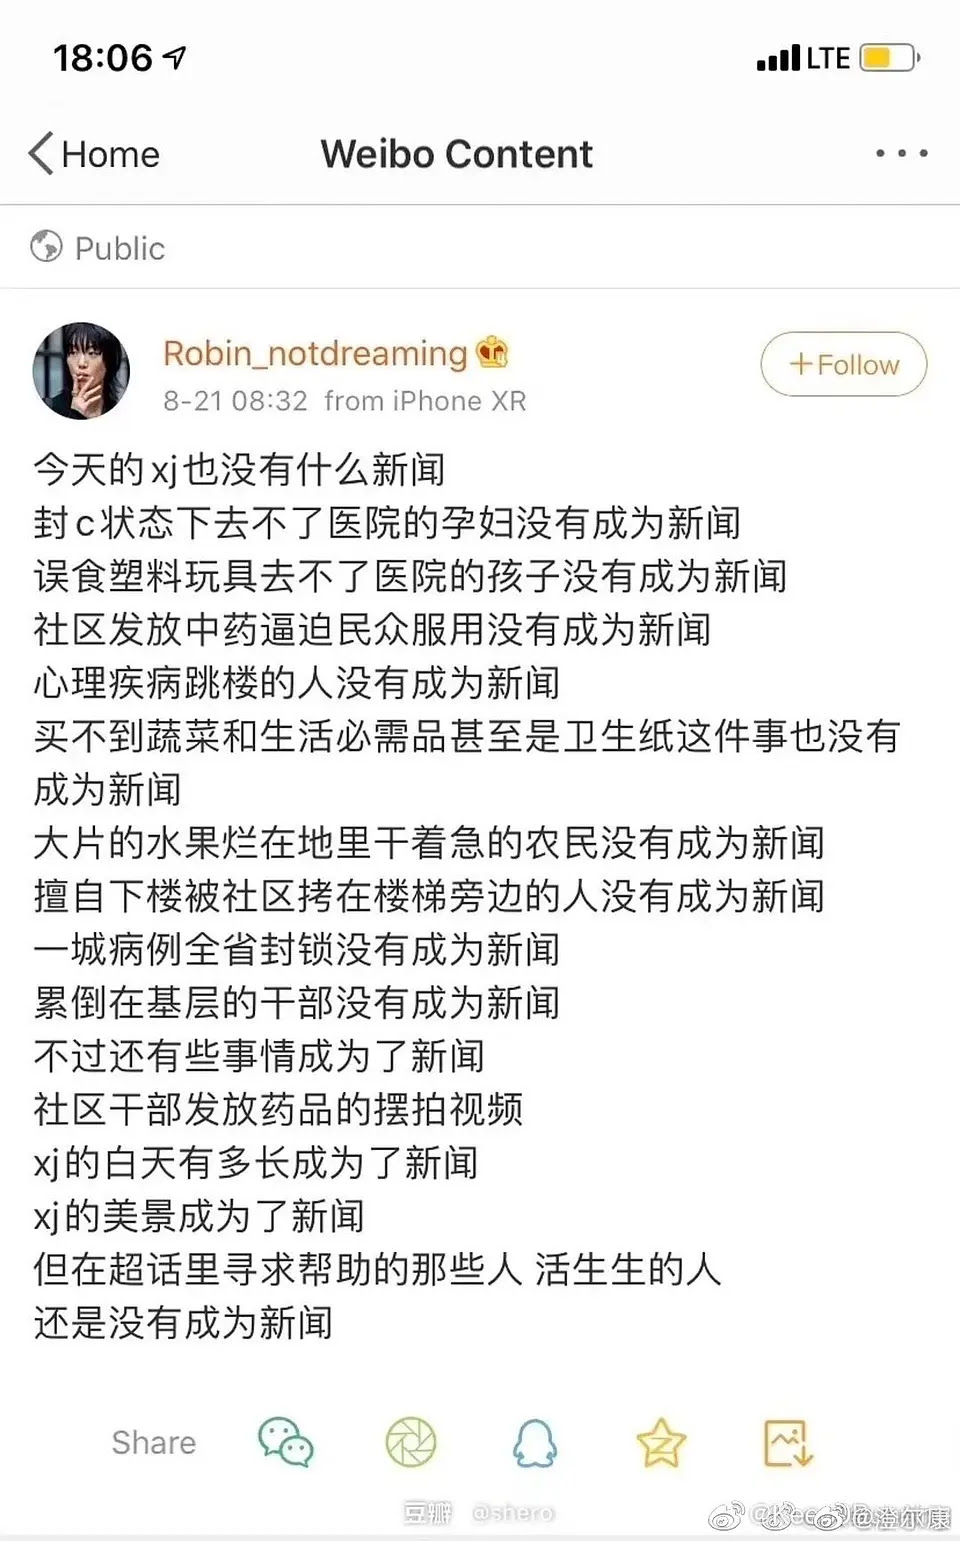 18:06
LTE
Home
Weibo Content
Public
Robin_notdreaming
+Follow
8-21 08:32 from iPhone XR
今天的xj也没有什么新闻
封c状态下去不了医院的孕妇没有成为新闻
误食塑料玩具去不了医院的孩子没有成为新闻
社区发放中药逼迫民众服用没有成为新闻
心理疾病跳楼的人没有成为新闻
买不到蔬菜和生活必需品甚至是卫生纸这件事也没有
成为新闻
大片的水果烂在地里干着急的农民没有成为新闻
擅自下楼被社区拷在楼梯旁边的人没有成为新闻
一城病例全省封锁没有成为新闻
累倒在基层的干部没有成为新闻
不过还有些事情成为了新闻
社区干部发放药品的摆拍视频
xj的白天有多长成为了新闻
xj的美景成为了新闻
但在超话里寻求帮助的那些人 活生生的人
还是没有成为新闻
Share
豆瓣 @shero
@澄尔康